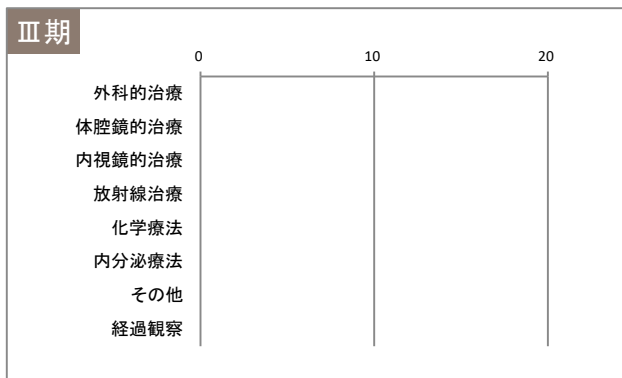 Ⅲ期
0 10 20
外科的治療
体腔鏡的治療
内視鏡的治療
放射線治療
化学療法
内分泌療法
その他
経過観察